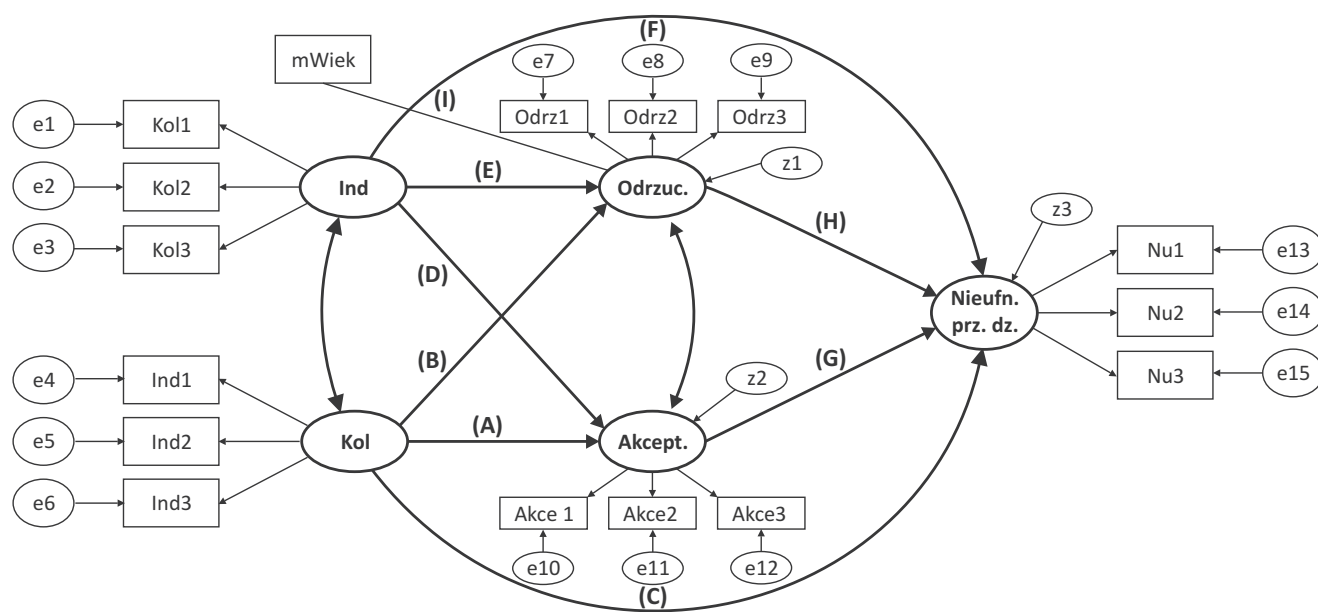 (F)
mWiek
e7
e8
e9
(I)
Odrz1
Odrz2
Odrz3
e1
Kol1
e2
Kol2
e3
Kol3
Ind
(E)
Odrzuc.
z1
(H)
z3
(D)
(B)
Nieufn.
prz. dz.
Nu1
e13
Nu2
e14
Nu3
e15
e4
Ind1
e5
Ind2
e6
Ind3
Kol
(A)
Akcept.
z2
(G)
Akce 1
Akce2
Akce3
e10
e11
e12
(C)